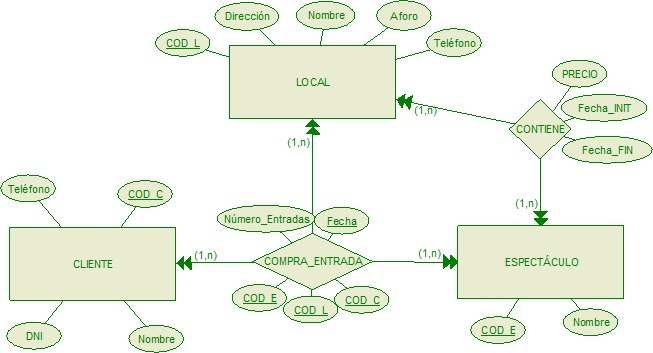 Dirección
Nombre
Aforo
COD_L
Teléfono
LOCAL
PRECIO
(1,n)
Fecha_INIT
CONTIENE
(1,n)
Fecha_FIN
Teléfono
COD_C
(1,n)
Número_Entradas
Fecha
CLIENTE
(1,n)
COMPRA_ENTRADA
(1,n)
ESPECTÁCULO
COD_E
COD_L
COD_C
DNI
Nombre
COD_E
Nombre